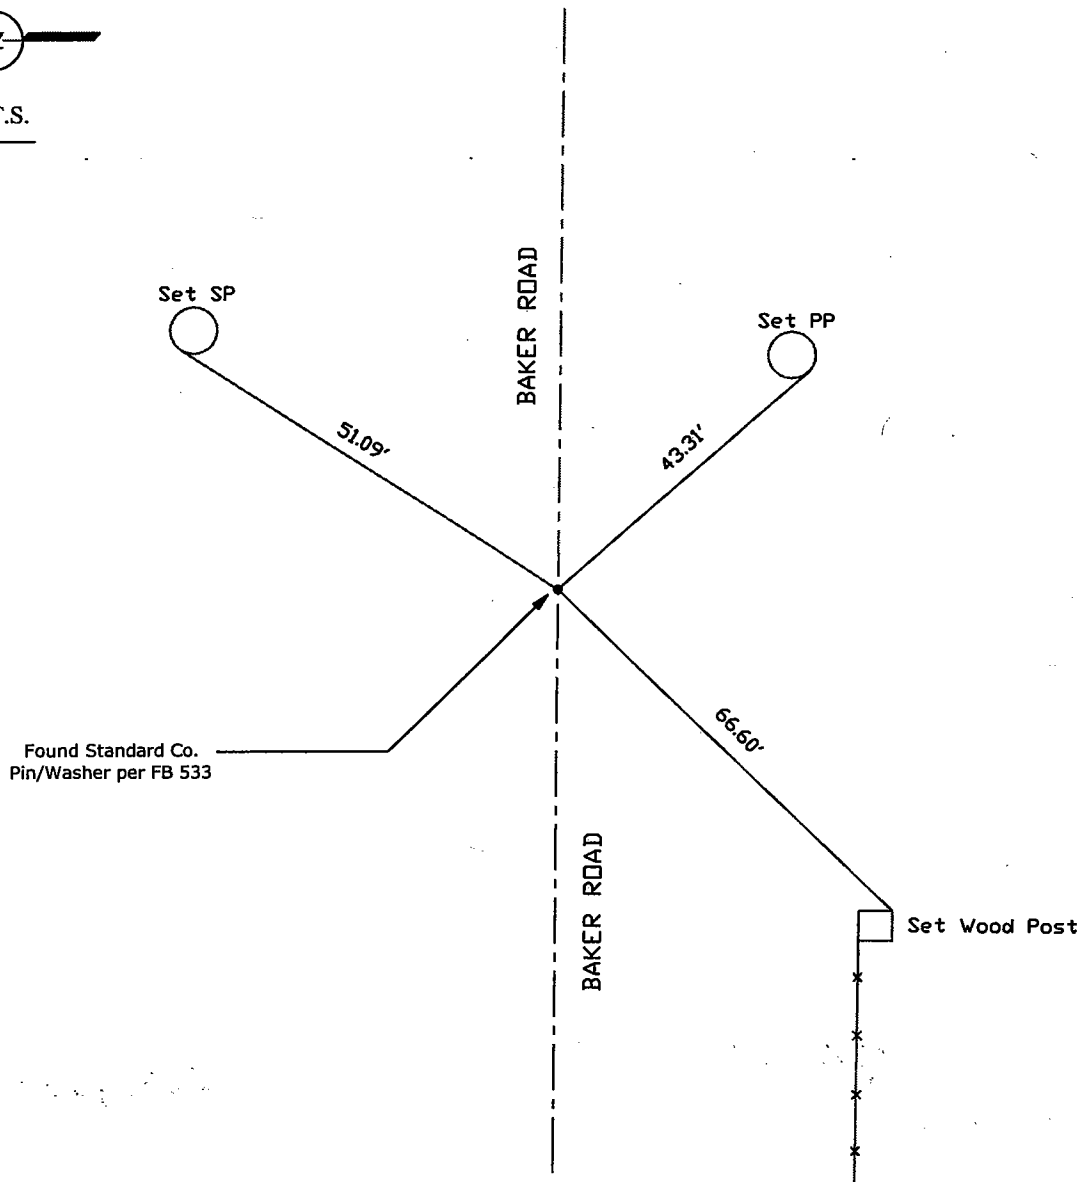 T.S.
Set SP
Set PP
BAKER ROAD
51.09'
43.31'
66.60'
Found Standard Co.
Pin/Washer per FB 533
BAKER ROAD
Set Wood Post